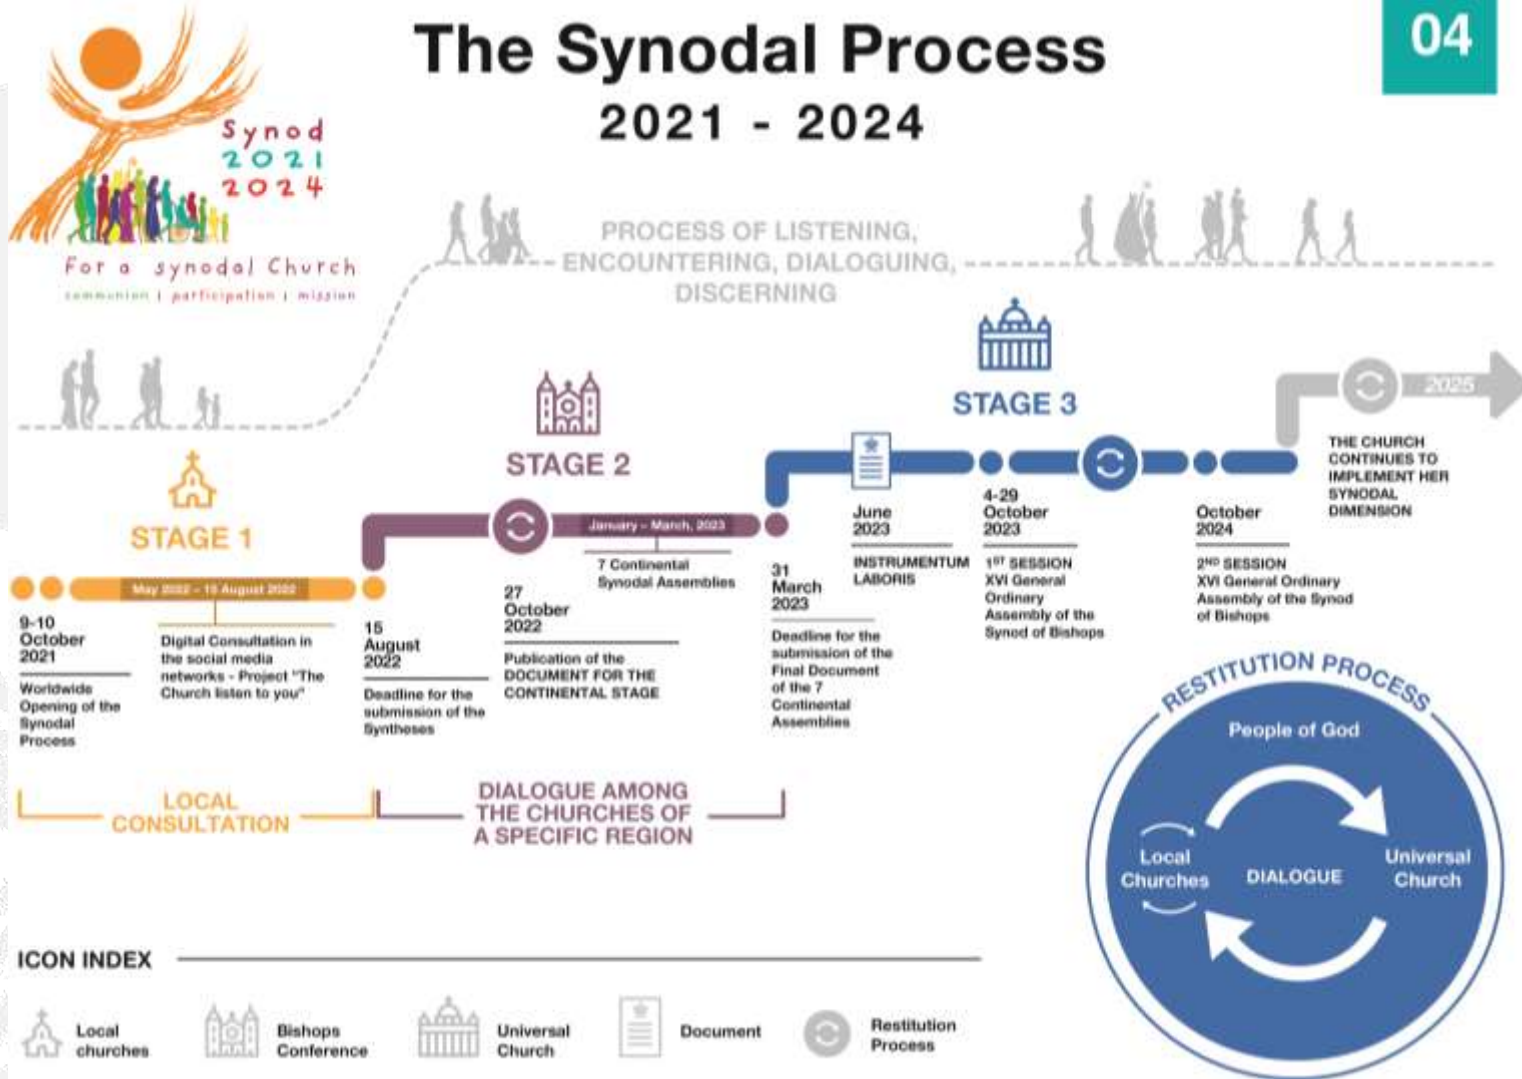 The Synodal Process
2021 - 2024
04
Synod
2021
2024
For a synodal Church
communion | participation | mission
PROCESS OF LISTENING,
ENCOUNTERING, DIALOGUING,
DISCERNING
STAGE 1
May 2022 – 15 August 2022
9-10
October
2021
Worldwide
Opening of the
Synodal
Process
Digital Consultation in
the social media
networks - Project "The
Church listen to you"
15
August
2022
Deadline for the
submission of the
Syntheses
STAGE 2
January – March, 2023
27
October
2022
Publication of the
DOCUMENT FOR THE
CONTINENTAL STAGE
7 Continental
Synodal Assemblies
31
March
2023
Deadline for the
submission of the
Final Document
of the 7
Continental
Assemblies
STAGE 3
June
2023
INSTRUMENTUM
LABORIS
4-29
October
2023
1ST SESSION
XVI General
Ordinary
Assembly of the
Synod of Bishops
October
2024
2ND SESSION
XVI General Ordinary
Assembly of the Synod
of Bishops
2025
THE CHURCH
CONTINUES TO
IMPLEMENT HER
SYNODAL
DIMENSION
LOCAL
CONSULTATION
DIALOGUE AMONG
THE CHURCHES OF
A SPECIFIC REGION
RESTITUTION PROCESS
People of God
Local
Churches
DIALOGUE
Universal
Church
ICON INDEX
Local
churches
Bishops
Conference
Universal
Church
Document
Restitution
Process